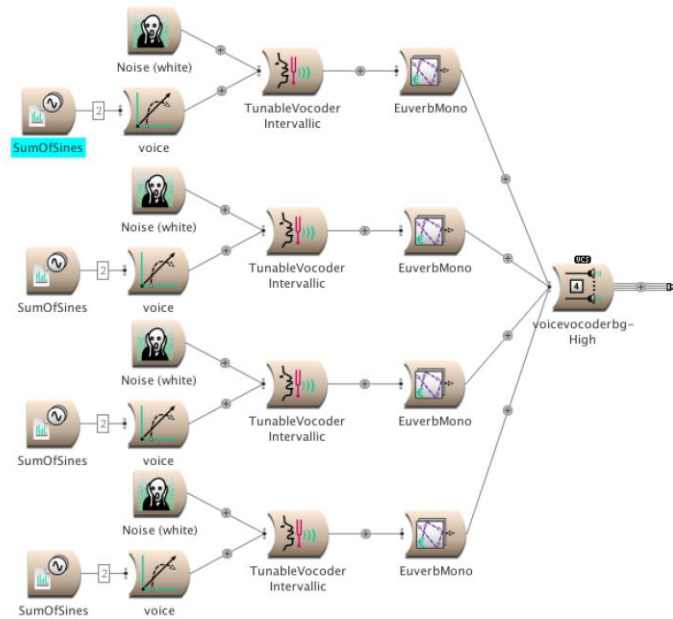 Noise (white)
TunableVocoder
Intervallic
EuverbMono
2
SumOfSines
voice
Noise (white)
TunableVocoder
Intervallic
EuverbMono
2
SumOfSines
voice
UCS
4
voicevocoderbg-
High
Noise (white)
TunableVocoder
Intervallic
EuverbMono
2
SumOfSines
voice
Noise (white)
TunableVocoder
Intervallic
EuverbMono
2
SumOfSines
voice